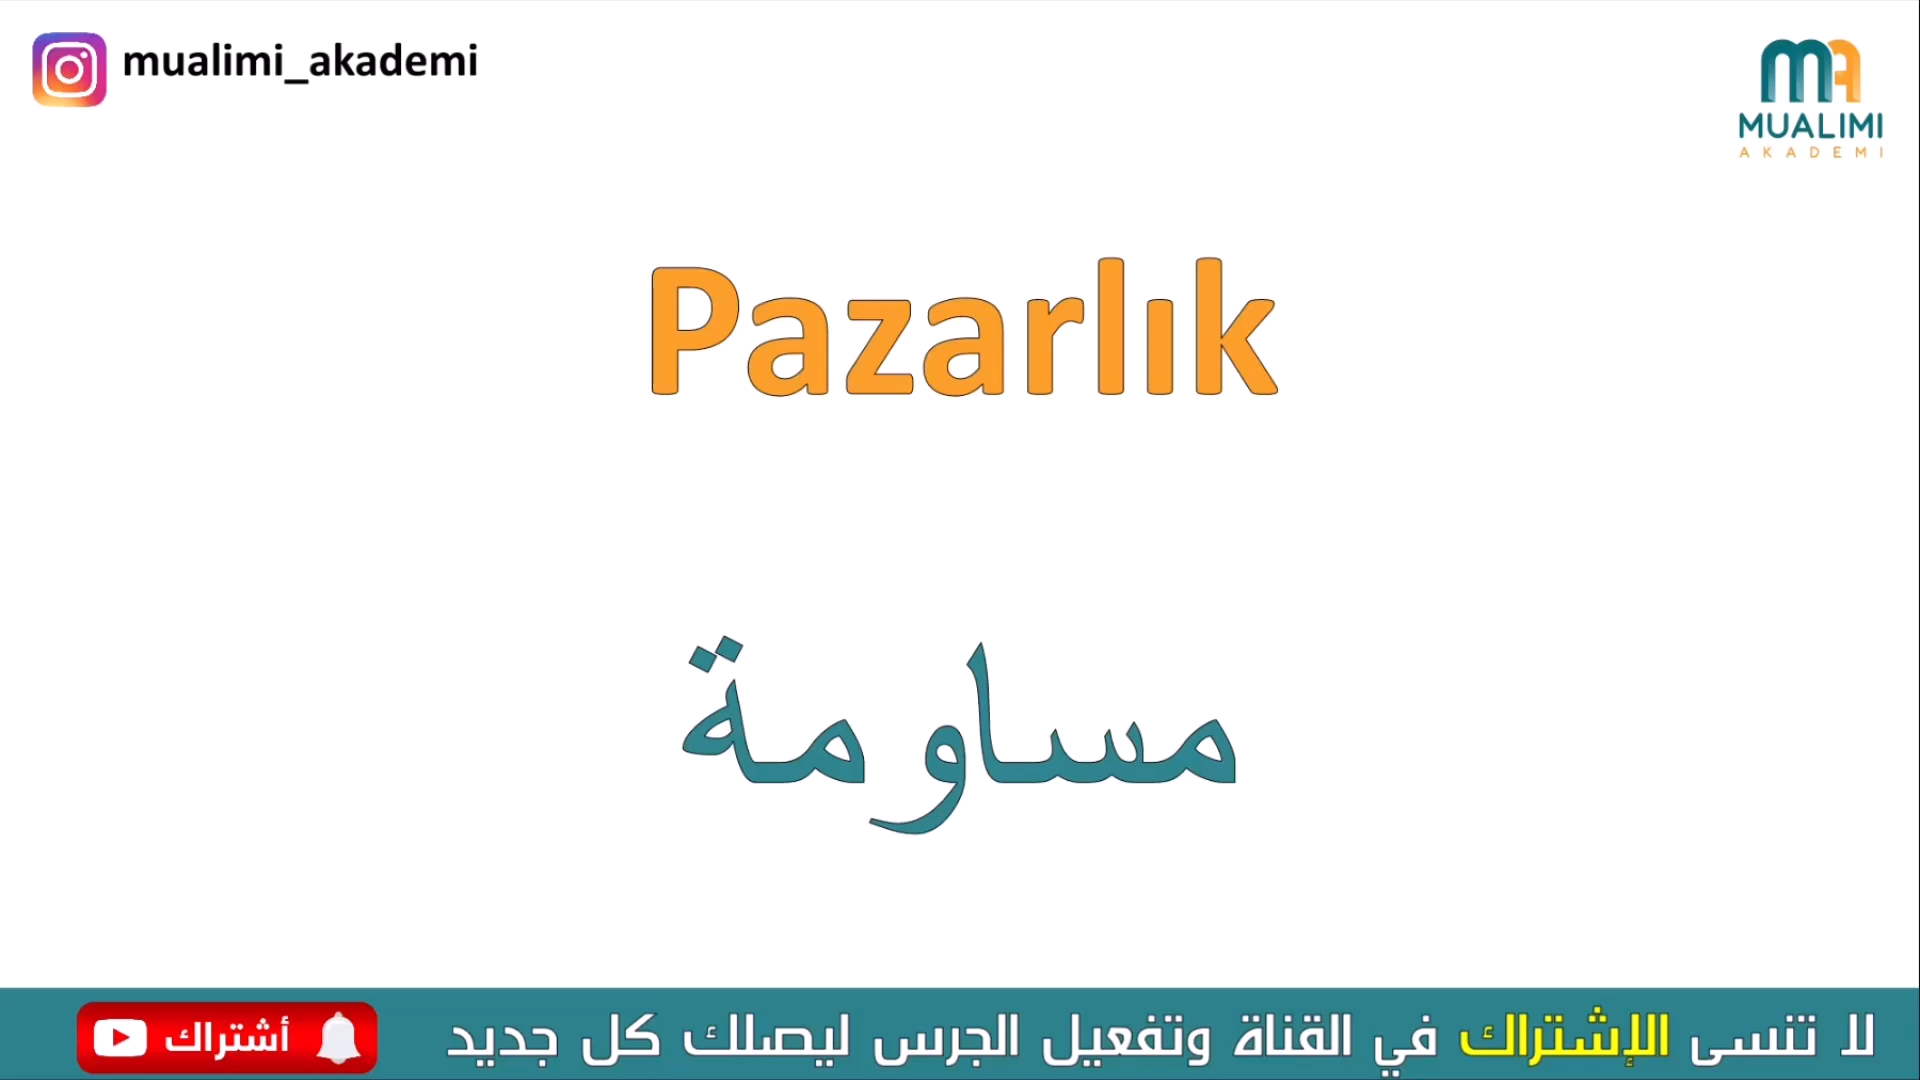 mualimi_akademi
MUALIMI
AKADEMI
Pazarlık
مساومة
لا تنسى الإشتراك في القناة وتفعيل الجرس ليصلك كل جديد
أشتراك